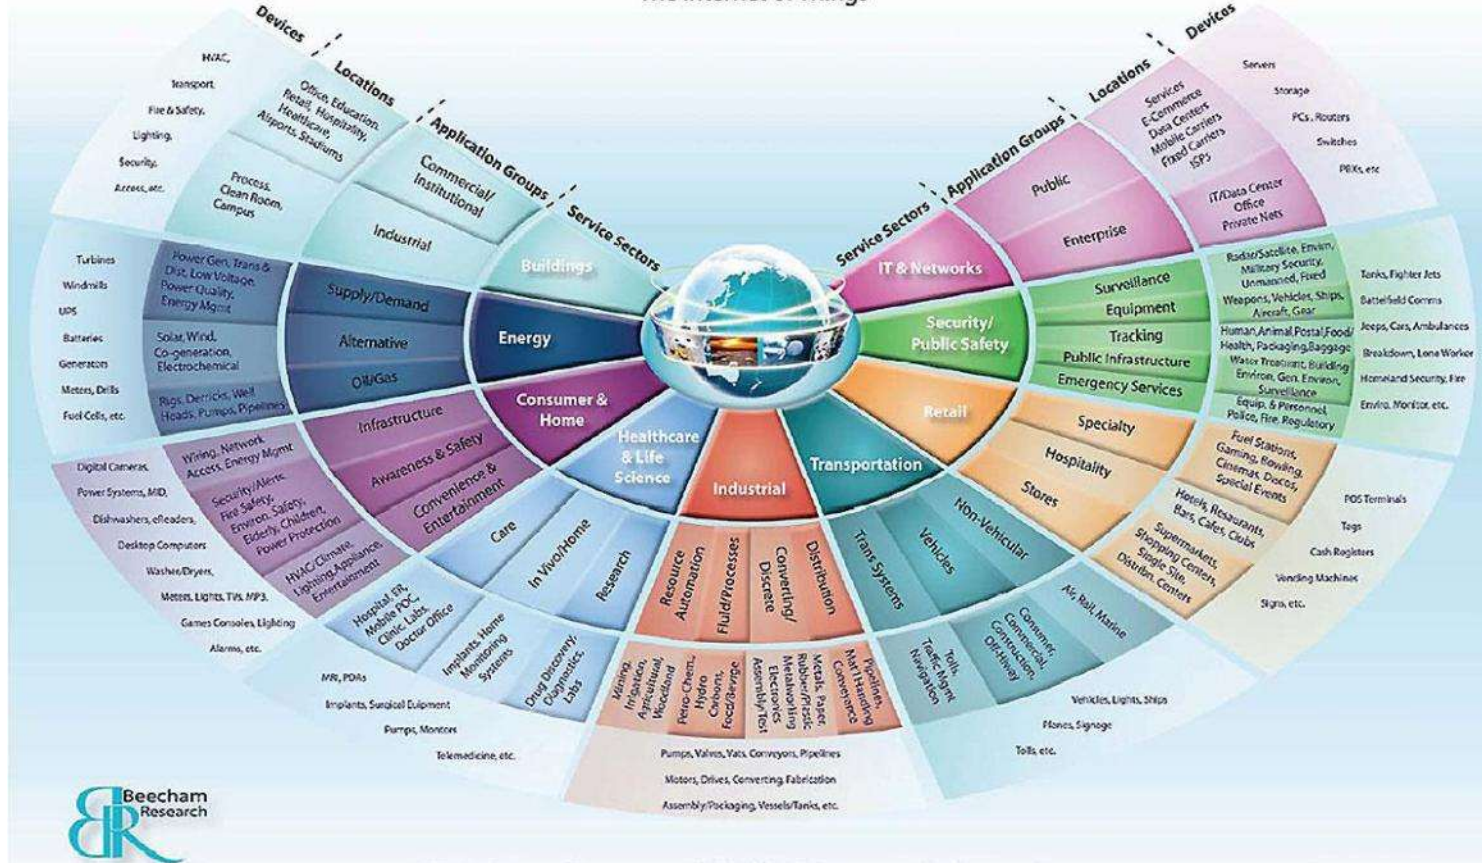 The Internet of Things
Devices
Locations
Application Groups
Service Sectors
HVAC,
Transport,
Fire & Safety,
Lighting,
Security,
Access, etc.
Office, Education,
Retail, Hospitality,
Healthcare,
Airports, Stadiums
Process,
Clean Room,
Campus
Commercial/
Institutional
Industrial
Buildings
Turbines
Windmills
UPS
Batteries
Generators
Meters, Drills
Fuel Cells, etc.
Power Gen, Trans &
Dist, Low Voltage,
Power Quality,
Energy Mgmt
Solar, Wind,
Co-generation,
Electrochemical
Rigs, Derricks, Well
Heads, Pumps, Pipelines
Supply/Demand
Alternative
Oil/Gas
Energy
Digital Cameras,
Power Systems, MID,
Dishwashers, eReaders,
Desktop Computers
Washer/Dryers,
Meters, Lights, TVs, MP3,
Games Consoles, Lighting
Alarms, etc.
Wiring, Network
Access, Energy Mgmt
Security/Alerts
Fire Safety,
Environ. Safety,
Elderly, Children,
Power Protection
HVAC/Climate,
Lighting, Appliance,
Entertainment
Infrastructure
Awareness & Safety
Convenience &
Entertainment
Consumer &
Home
MRI, PDAs
Implants, Surgical Euipment
Pumps, Montors
Telemedicine, etc.
Hospital, ER,
Mobile POC,
Clinic, Labs,
Doctor Office
Implants, Home
Monitoring
Systems
Drug Discovery,
Diagnostics,
Labs
Care
In Vivo/Home
Research
Healthcare
& Life
Science
Industrial
Resource
Automation
Fluid/Processes
Converting/
Discrete
Distribution
Mining,
Irrigation,
Agricultural,
Woodland
Petro-Chem.,
Hydro
Carbons,
Food/Bevrge
Metals, Paper,
Rubber/Plastic
Metalworking
Electronics
Assembly/Test
Pipelines,
Mat'l Handling
Conveyance
Pumps, Valves, Vats, Conveyors, Pipelines
Motors, Drives, Converting, Fabrication
Assembly/Packaging, Vessels/Tanks, etc.
Transportation
Trans Systems
Vehicles
Non-Vehicular
Tolls,
Traffic Mgmt
Navigation
Consumer,
Commercial,
Construction,
Off-Hiway
Air, Rail, Marine
Vehicles, Lights, Ships
Planes, Signage
Tolls, etc.
Retail
Specialty
Hospitality
Stores
Fuel Stations,
Gaming, Bowling,
Cinemas, Discos,
Special Events
Hotels, Resaurants,
Bars, Cafes, Clubs
Supermarkets,
Shopping Centers,
Single Site,
Distribn. Centers
POS Terminals
Tags
Cash Registers
Vending Machines
Signs, etc.
Security/
Public Safety
Surveillance
Equipment
Tracking
Public Infrastructure
Emergency Services
Radar/Satellite, Environ,
Military Security,
Unmanned, Fixed
Weapons, Vehicles, Ships,
Aircraft, Gear
Human, Animal, Postal, Food/
Health, Packaging, Baggage
Water Treatment, Building
Environ, Gen. Environ,
Surveillance
Equip. & Personnel,
Police, Fire, Regulatory
Tanks, Fighter Jets
Battlefield Comms
Jeeps, Cars, Ambulances
Breakdown, Lone Worker
Homeland Security, Fire
Enviro. Monitor, etc.
IT & Networks
Public
Enterprise
Services
E-Commerce
Data Centers
Mobile Carriers
Fixed Carriers
ISPs
IT/Data Center
Office
Private Nets
Servers
Storage
PCs, Routers
Switches
PBXs, etc
Service Sectors
Application Groups
Locations
Devices
Beecham
Research